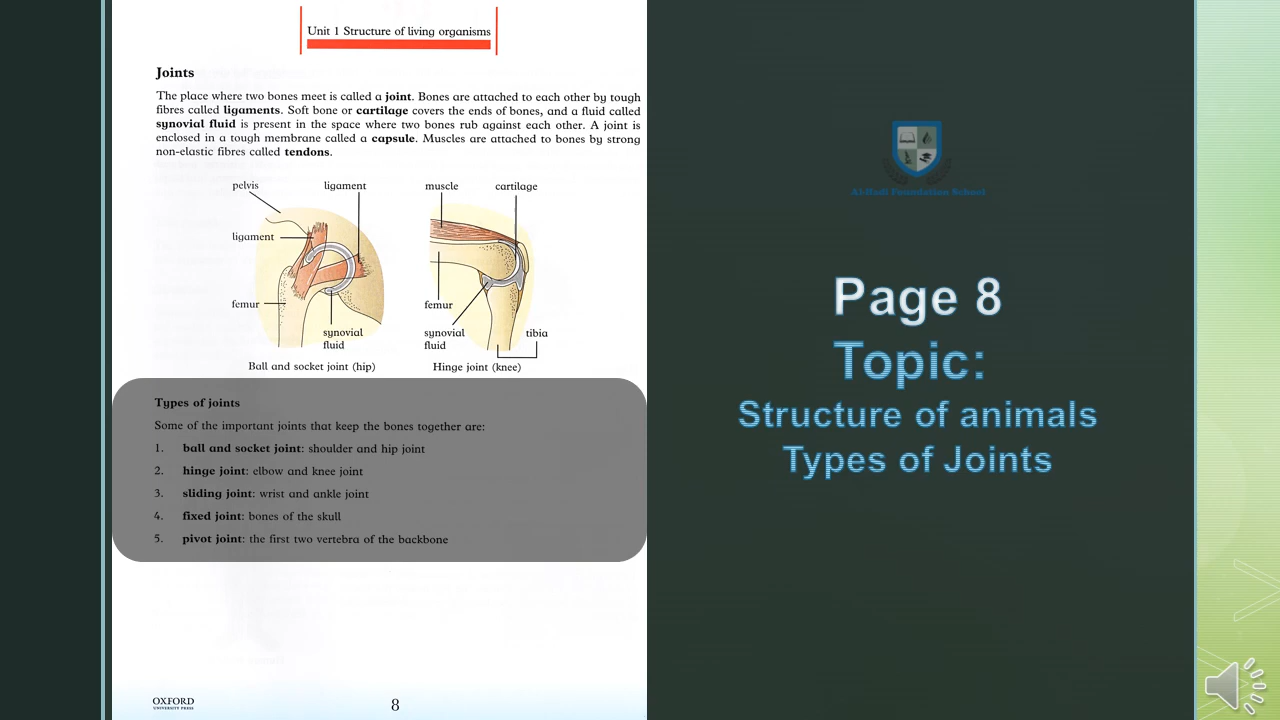 Unit 1 Structure of living organisms
Joints
The place where two bones meet is called a joint. Bones are attached to each other by tough
fibres called ligaments. Soft bone or cartilage covers the ends of bones, and a fluid called
synovial fluid is present in the space where two bones rub against each other. A joint is
enclosed in a tough membrane called a capsule. Muscles are attached to bones by strong
non-elastic fibres called tendons.
pelvis
ligament
ligament
femur
synovial
fluid
Ball and socket joint (hip)
muscle
cartilage
femur
synovial
fluid
tibia
Hinge joint (knee)
Types of joints
Some of the important joints that keep the bones together are:
1. ball and socket joint: shoulder and hip joint
2. hinge joint: elbow and knee joint
3. sliding joint: wrist and ankle joint
4. fixed joint: bones of the skull
5. pivot joint: the first two vertebra of the backbone
OXFORD
UNIVERSITY PRESS
8
Al-Hadi Foundation School
Page 8
Topic:
Structure of animals
Types of Joints